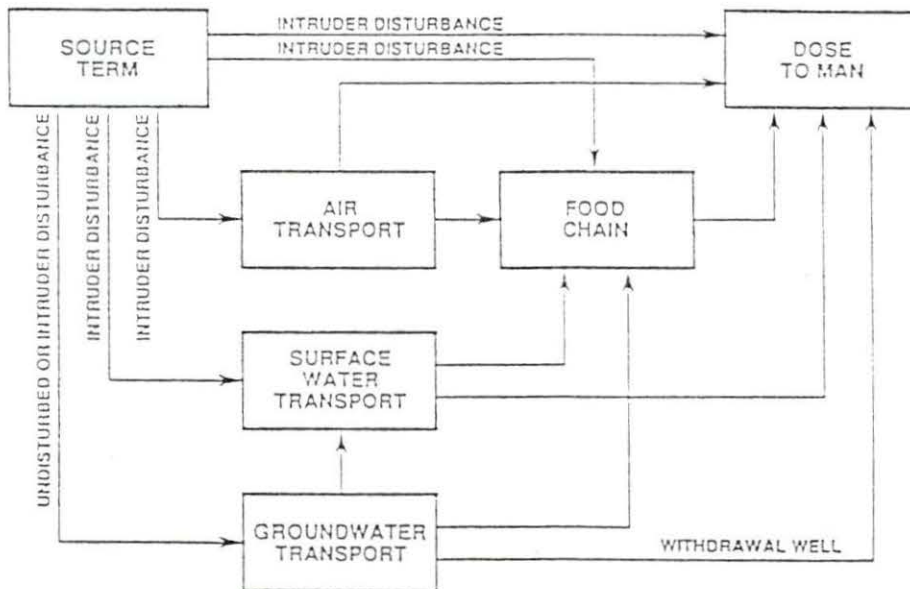 INTRUDER DISTURBANCE
INTRUDER DISTURBANCE
SOURCE
TERM
DOSE
TO MAN
UNDISTURBED OR INTRUDER DISTURBANCE
INTRUDER DISTURBANCE
INTRUDER DISTURBANCE
AIR
TRANSPORT
FOOD
CHAIN
SURFACE
WATER
TRANSPORT
GROUNDWATER
TRANSPORT
WITHDRAWAL WELL